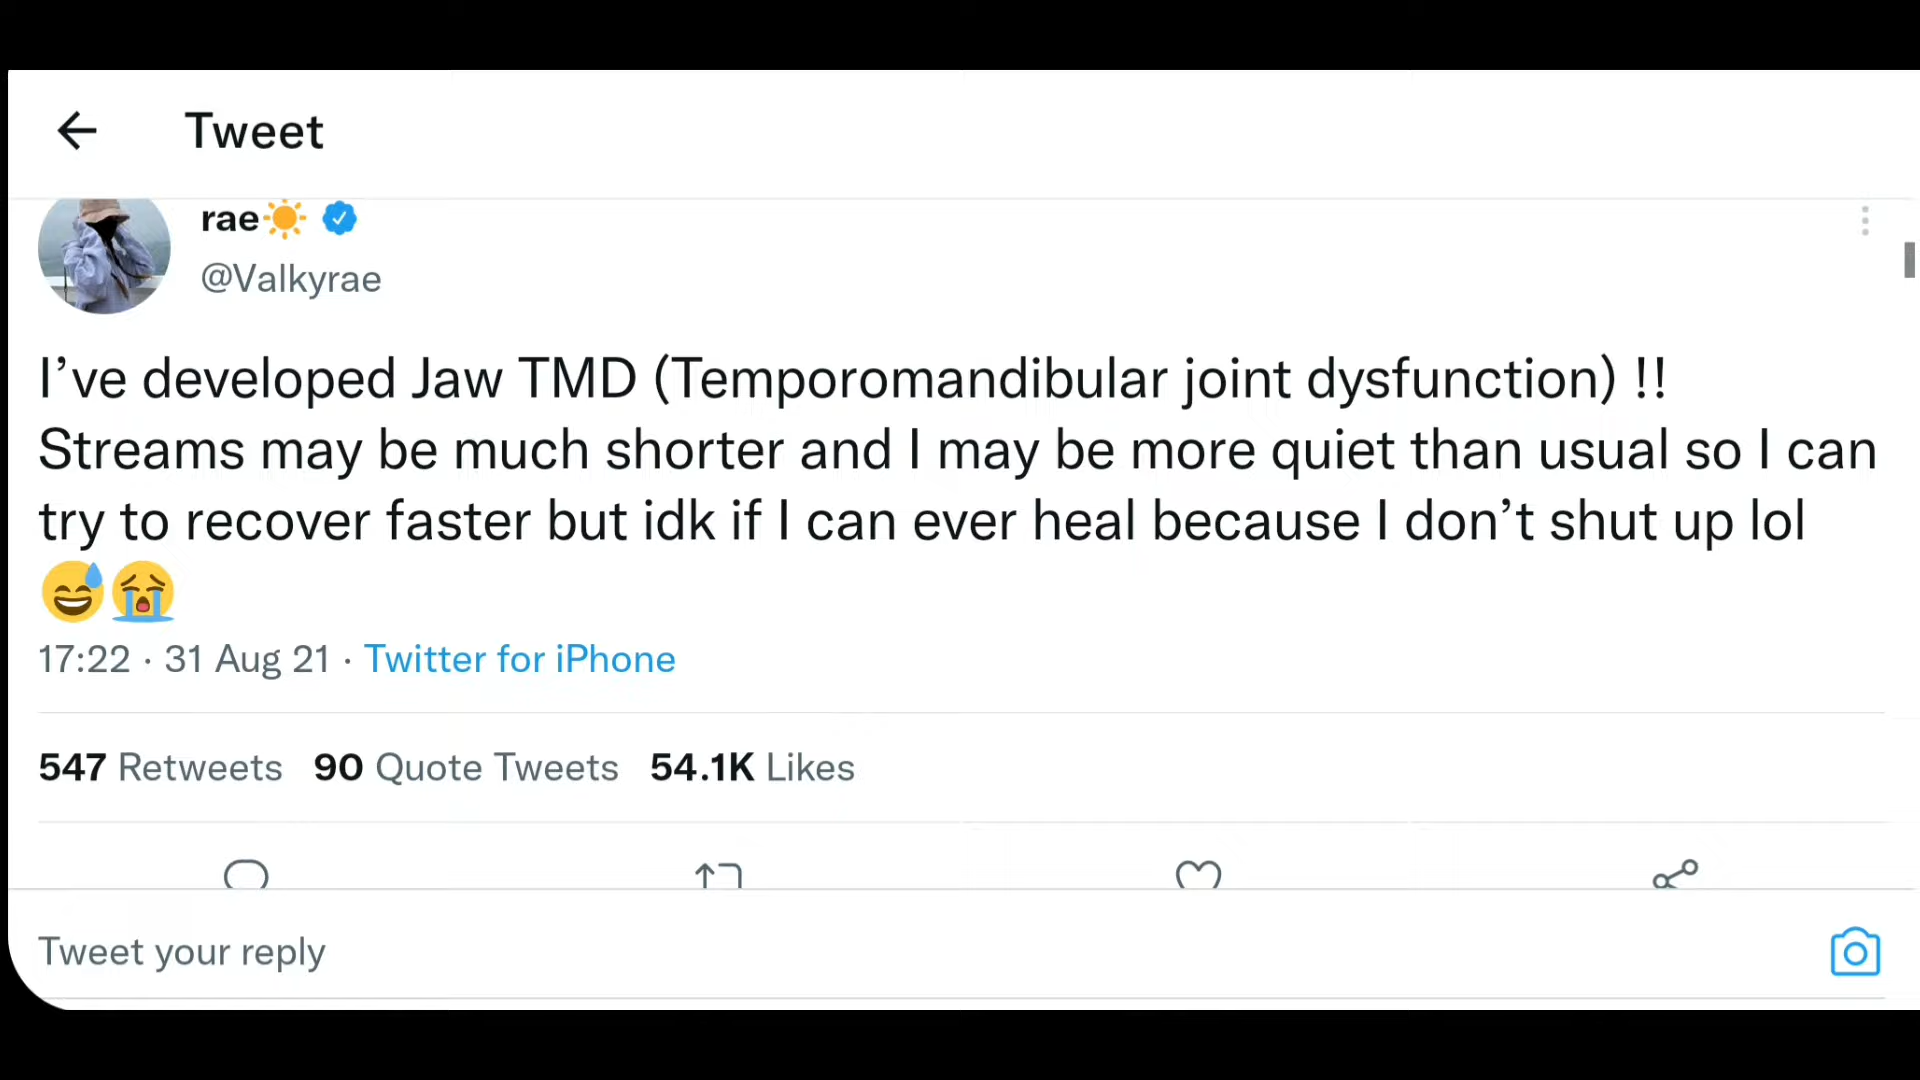 Tweet
rae☀️
@Valkyrae
I’ve developed Jaw TMD (Temporomandibular joint dysfunction) !!
Streams may be much shorter and I may be more quiet than usual so I can
try to recover faster but idk if I can ever heal because I don’t shut up lol
😅😭
17:22 · 31 Aug 21 · Twitter for iPhone
547 Retweets 90 Quote Tweets 54.1K Likes
Tweet your reply